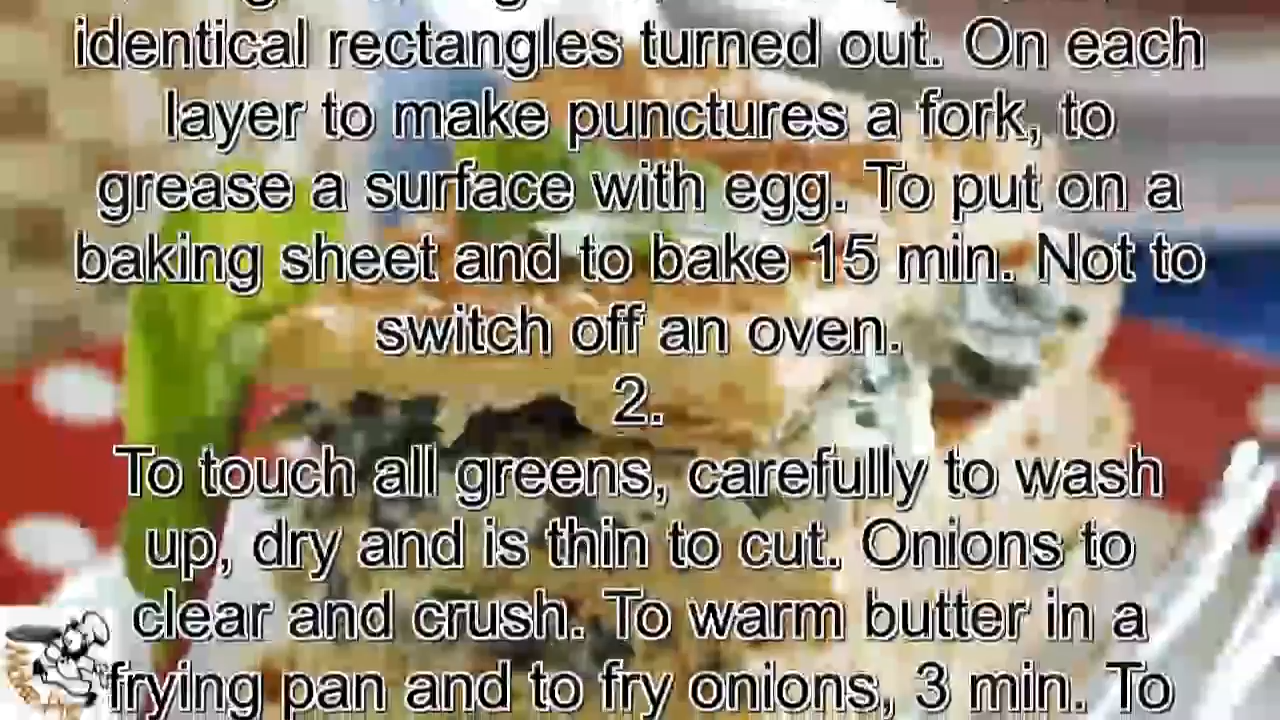 identical rectangles turned out. On each
layer to make punctures a fork, to
grease a surface with egg. To put on a
baking sheet and to bake 15 min. Not to
switch off an oven.
2.
To touch all greens, carefully to wash
up, dry and is thin to cut. Onions to
clear and crush. To warm butter in a
frying pan and to fry onions, 3 min. To